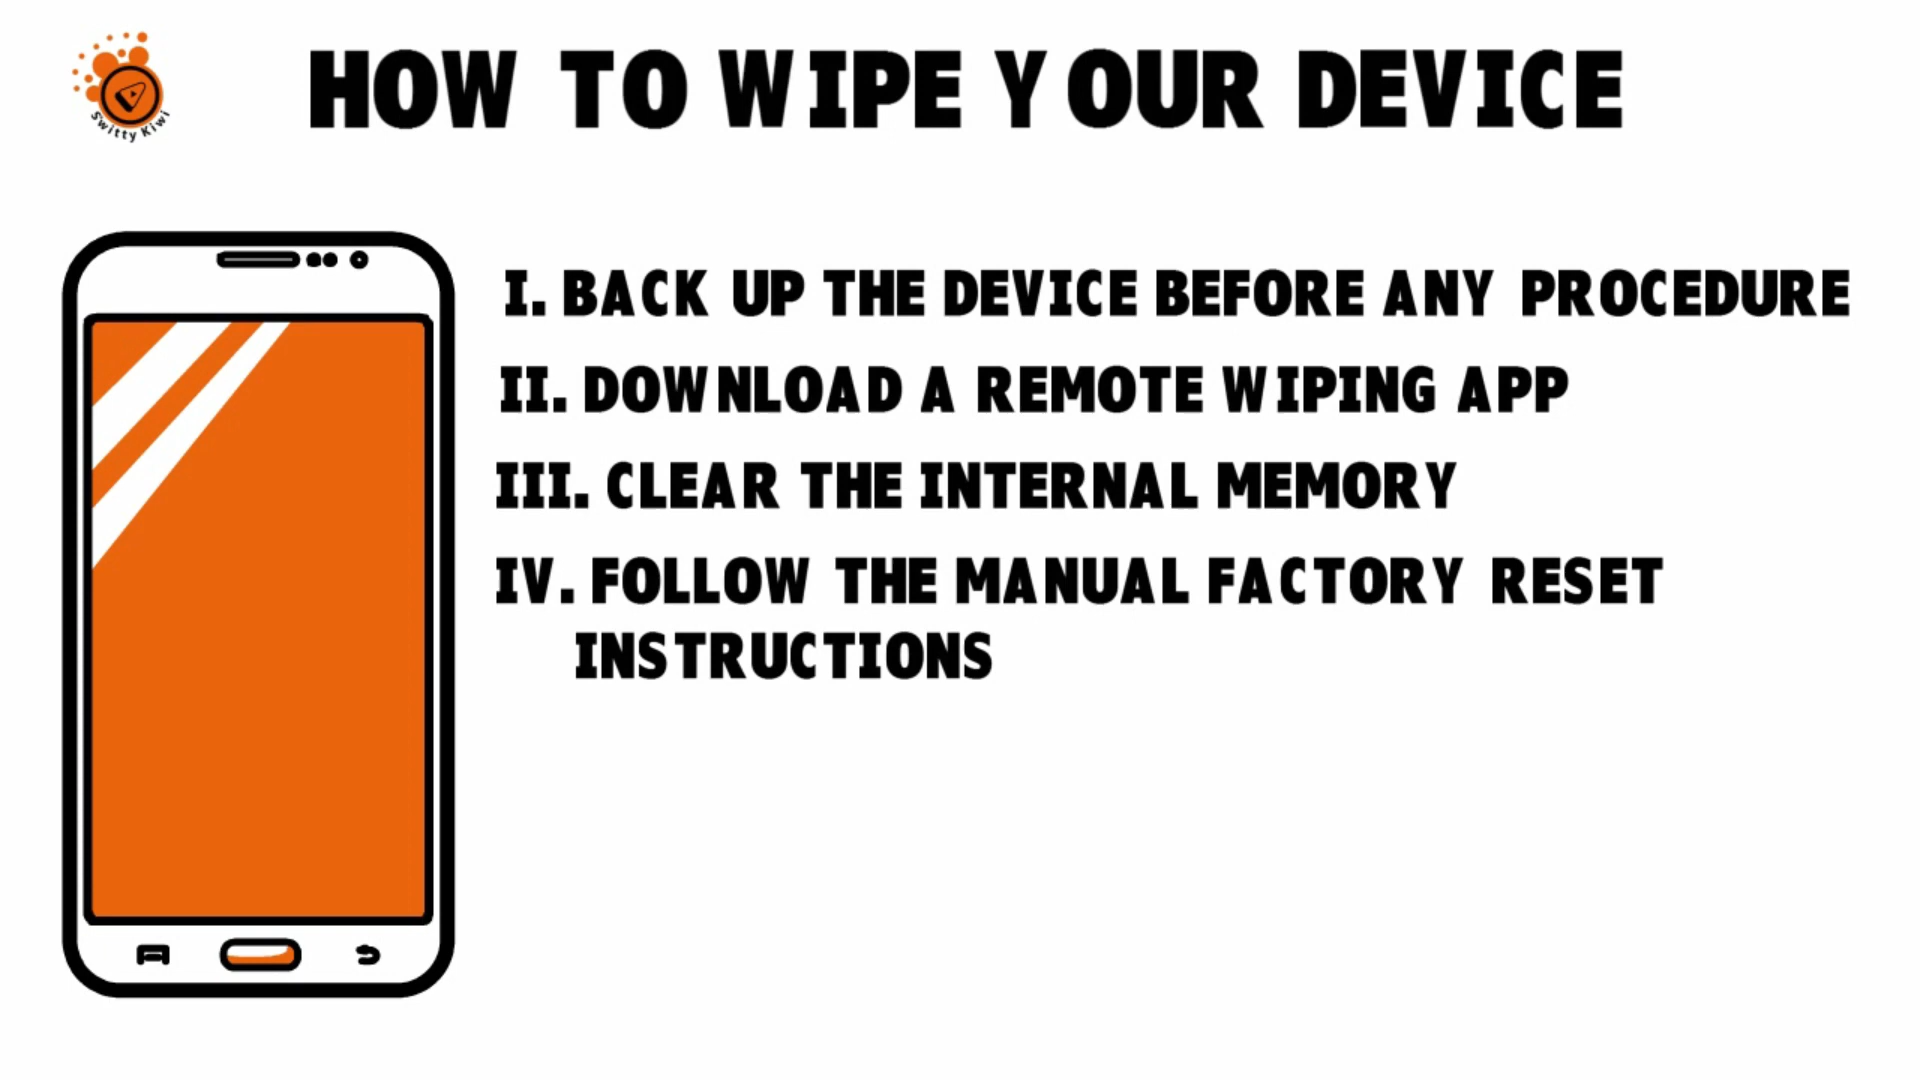 Switty Kiwi
HOW TO WIPE YOUR DEVICE
I. BACK UP THE DEVICE BEFORE ANY PROCEDURE
II. DOWNLOAD A REMOTE WIPING APP
III. CLEAR THE INTERNAL MEMORY
IV. FOLLOW THE MANUAL FACTORY RESET
INSTRUCTIONS